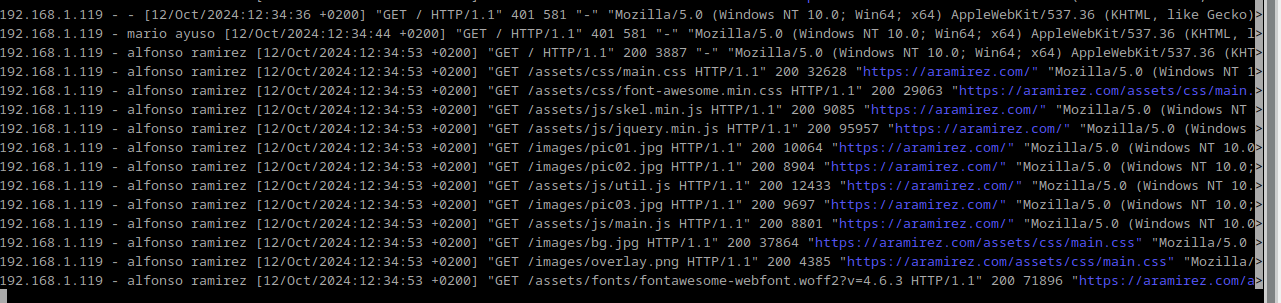 192.168.1.119 - - [12/Oct/2024:12:34:36 +0200] "GET / HTTP/1.1" 401 581 "-" "Mozilla/5.0 (Windows NT 10.0; Win64; x64) AppleWebKit/537.36 (KHTML, like Gecko)>
192.168.1.119 - mario ayuso [12/Oct/2024:12:34:44 +0200] "GET / HTTP/1.1" 401 581 "-" "Mozilla/5.0 (Windows NT 10.0; Win64; x64) AppleWebKit/537.36 (KHTML, l>
192.168.1.119 - alfonso ramirez [12/Oct/2024:12:34:53 +0200] "GET / HTTP/1.1" 200 3887 "-" "Mozilla/5.0 (Windows NT 10.0; Win64; x64) AppleWebKit/537.36 (KHT>
192.168.1.119 - alfonso ramirez [12/Oct/2024:12:34:53 +0200] "GET /assets/css/main.css HTTP/1.1" 200 32628 "https://aramirez.com/" "Mozilla/5.0 (Windows NT 1>
192.168.1.119 - alfonso ramirez [12/Oct/2024:12:34:53 +0200] "GET /assets/css/font-awesome.min.css HTTP/1.1" 200 29063 "https://aramirez.com/assets/css/main.>
192.168.1.119 - alfonso ramirez [12/Oct/2024:12:34:53 +0200] "GET /assets/js/skel.min.js HTTP/1.1" 200 9085 "https://aramirez.com/" "Mozilla/5.0 (Windows NT >
192.168.1.119 - alfonso ramirez [12/Oct/2024:12:34:53 +0200] "GET /assets/js/jquery.min.js HTTP/1.1" 200 95957 "https://aramirez.com/" "Mozilla/5.0 (Windows >
192.168.1.119 - alfonso ramirez [12/Oct/2024:12:34:53 +0200] "GET /images/pic01.jpg HTTP/1.1" 200 10064 "https://aramirez.com/" "Mozilla/5.0 (Windows NT 10.0>
192.168.1.119 - alfonso ramirez [12/Oct/2024:12:34:53 +0200] "GET /images/pic02.jpg HTTP/1.1" 200 8904 "https://aramirez.com/" "Mozilla/5.0 (Windows NT 10.0;>
192.168.1.119 - alfonso ramirez [12/Oct/2024:12:34:53 +0200] "GET /assets/js/util.js HTTP/1.1" 200 12433 "https://aramirez.com/" "Mozilla/5.0 (Windows NT 10.>
192.168.1.119 - alfonso ramirez [12/Oct/2024:12:34:53 +0200] "GET /images/pic03.jpg HTTP/1.1" 200 9697 "https://aramirez.com/" "Mozilla/5.0 (Windows NT 10.0;>
192.168.1.119 - alfonso ramirez [12/Oct/2024:12:34:53 +0200] "GET /assets/js/main.js HTTP/1.1" 200 8801 "https://aramirez.com/" "Mozilla/5.0 (Windows NT 10.0>
192.168.1.119 - alfonso ramirez [12/Oct/2024:12:34:53 +0200] "GET /images/bg.jpg HTTP/1.1" 200 37864 "https://aramirez.com/assets/css/main.css" "Mozilla/5.0 >
192.168.1.119 - alfonso ramirez [12/Oct/2024:12:34:53 +0200] "GET /images/overlay.png HTTP/1.1" 200 4385 "https://aramirez.com/assets/css/main.css" "Mozilla/>
192.168.1.119 - alfonso ramirez [12/Oct/2024:12:34:53 +0200] "GET /assets/fonts/fontawesome-webfont.woff2?v=4.6.3 HTTP/1.1" 200 71896 "https://aramirez.com/a>